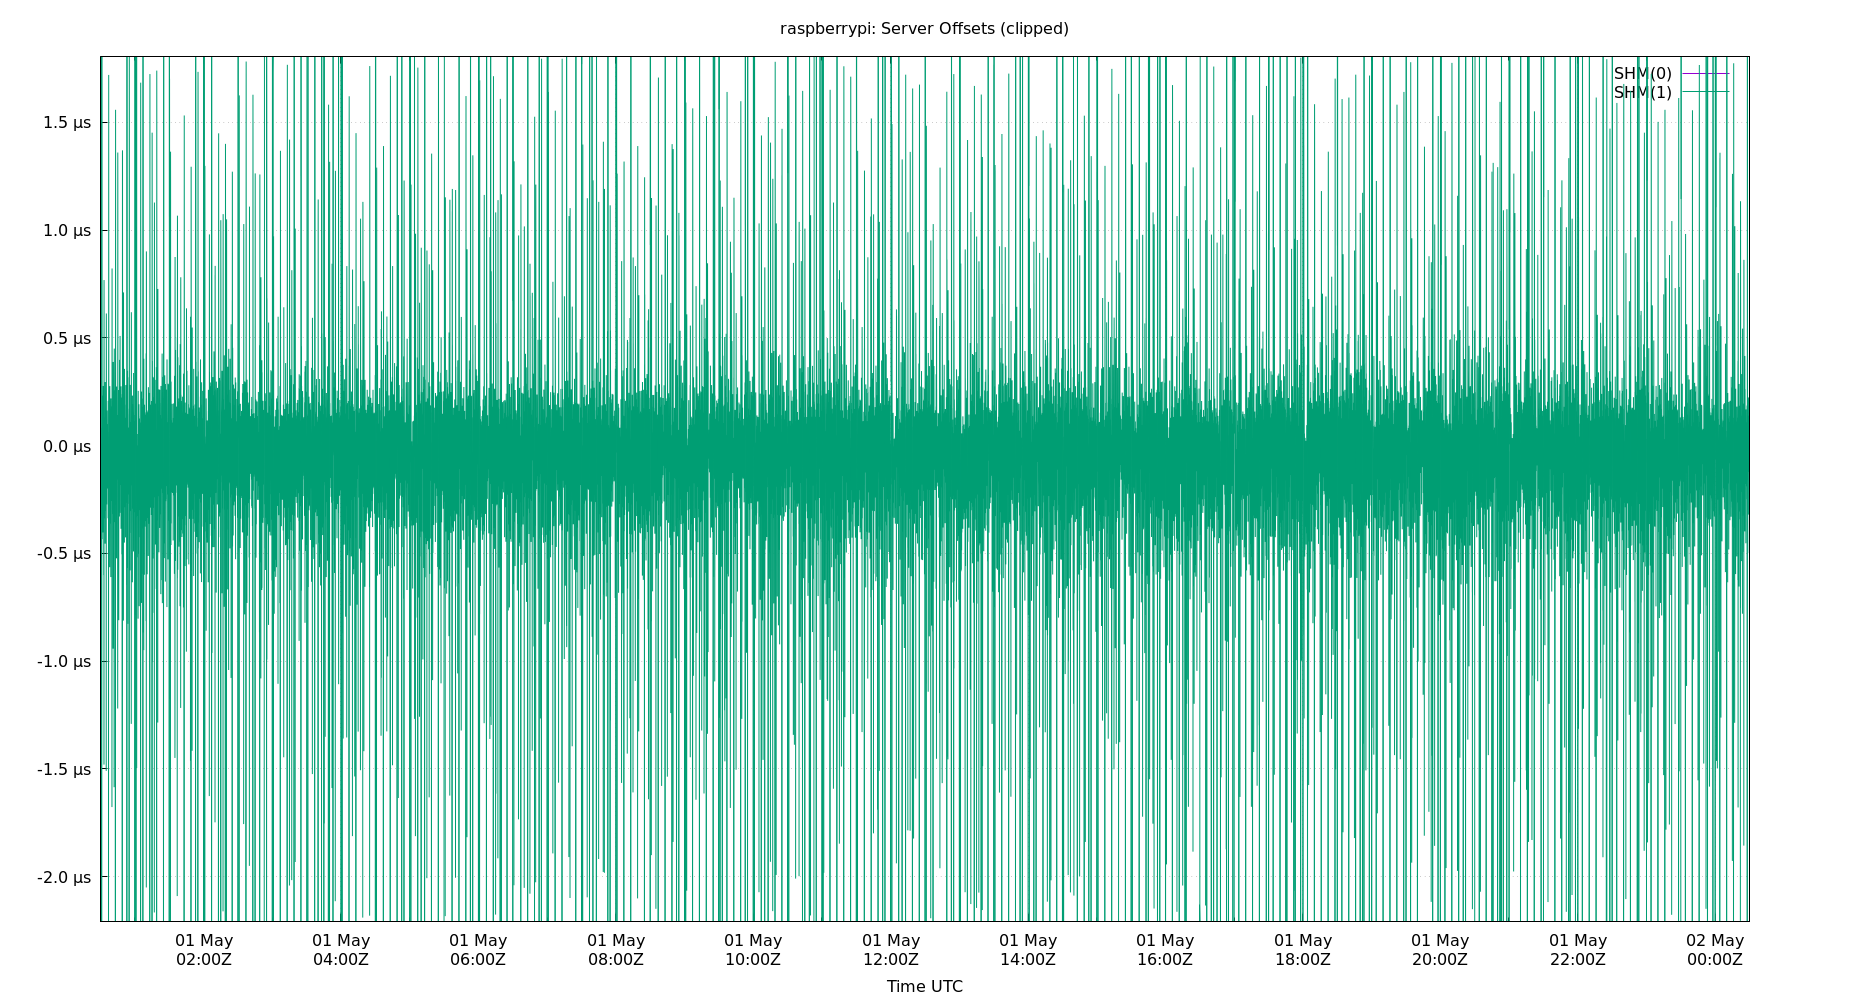 raspberrypi: Server Offsets (clipped)
SHM(0)
SHM(1)
1.5 µs
1.0 µs
0.5 µs
0.0 µs
-0.5 µs
-1.0 µs
-1.5 µs
-2.0 µs
01 May 01 May 01 May 01 May 01 May 01 May 01 May 01 May 01 May 01 May 01 May 02 May
02:00Z 04:00Z 06:00Z 08:00Z 10:00Z 12:00Z 14:00Z 16:00Z 18:00Z 20:00Z 22:00Z 00:00Z
Time UTC